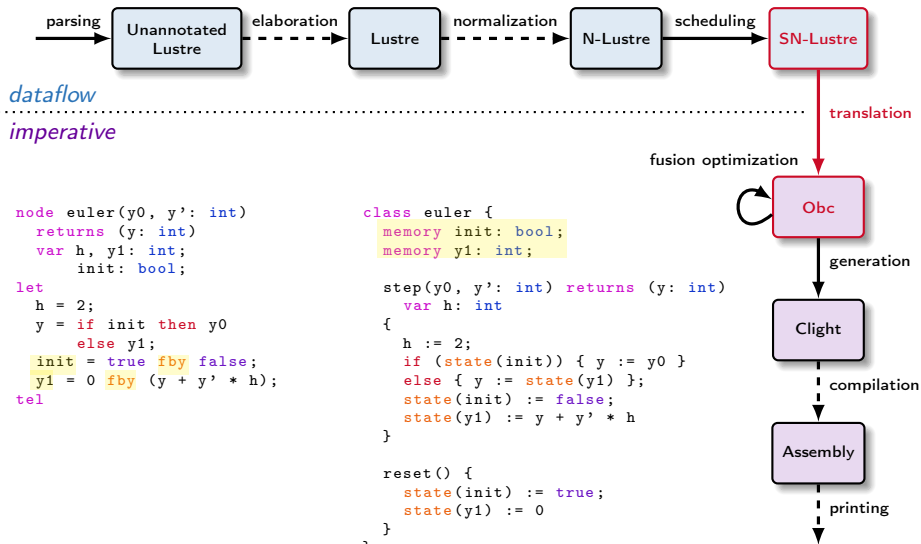 parsing
Unannotated
Lustre
elaboration
Lustre
normalization
N-Lustre
scheduling
SN-Lustre
dataflow
imperative
translation
fusion optimization
Obc
generation
Clight
compilation
Assembly
printing
node euler(y0, y’: int)
  returns (y: int)
  var h, y1: int;
      init: bool;
let
  h = 2;
  y = if init then y0
      else y1;
  init = true fby false;
  y1 = 0 fby (y + y’ * h);
tel
class euler {
  memory init: bool;
  memory y1: int;
  step(y0, y’: int) returns (y: int)
    var h: int
  {
    h := 2;
    if (state(init)) { y := y0 }
    else { y := state(y1) };
    state(init) := false;
    state(y1) := y + y’ * h
  }
  reset() {
    state(init) := true;
    state(y1) := 0
  }
}